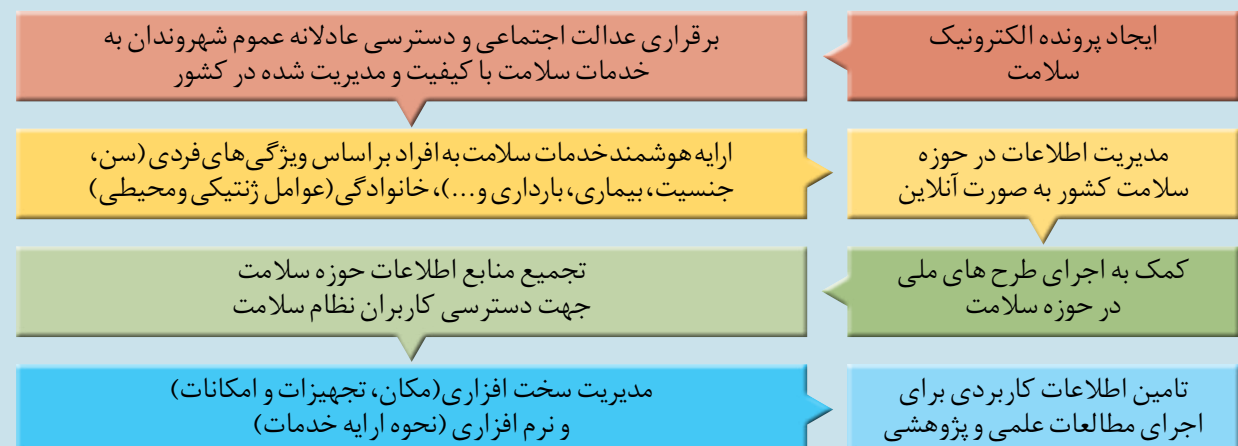 ایجاد پرونده الکترونیک
سلامت
برقراری عدالت اجتماعی و دسترسی عادلانه عموم شهروندان به
خدمات سلامت با کیفیت و مدیریت شده در کشور
ارایه هوشمند خدمات سلامت به افراد بر اساس ویژگی های فردی (سن،
جنسیت، بیماری، بارداری و...)، خانوادگی (عوامل ژنتیکی و محیطی)
مدیریت اطلاعات در حوزه
سلامت کشور به صورت آنلاین
کمک به اجرای طرح های ملی
در حوزه سلامت
تجمیع منابع اطلاعات حوزه سلامت
جهت دسترسی کاربران نظام سلامت
مدیریت سخت افزاری (مکان، تجهیزات و امکانات)
و نرم افزاری (نحوه ارایه خدمات)
تامین اطلاعات کاربردی برای
اجرای مطالعات علمی و پژوهشی